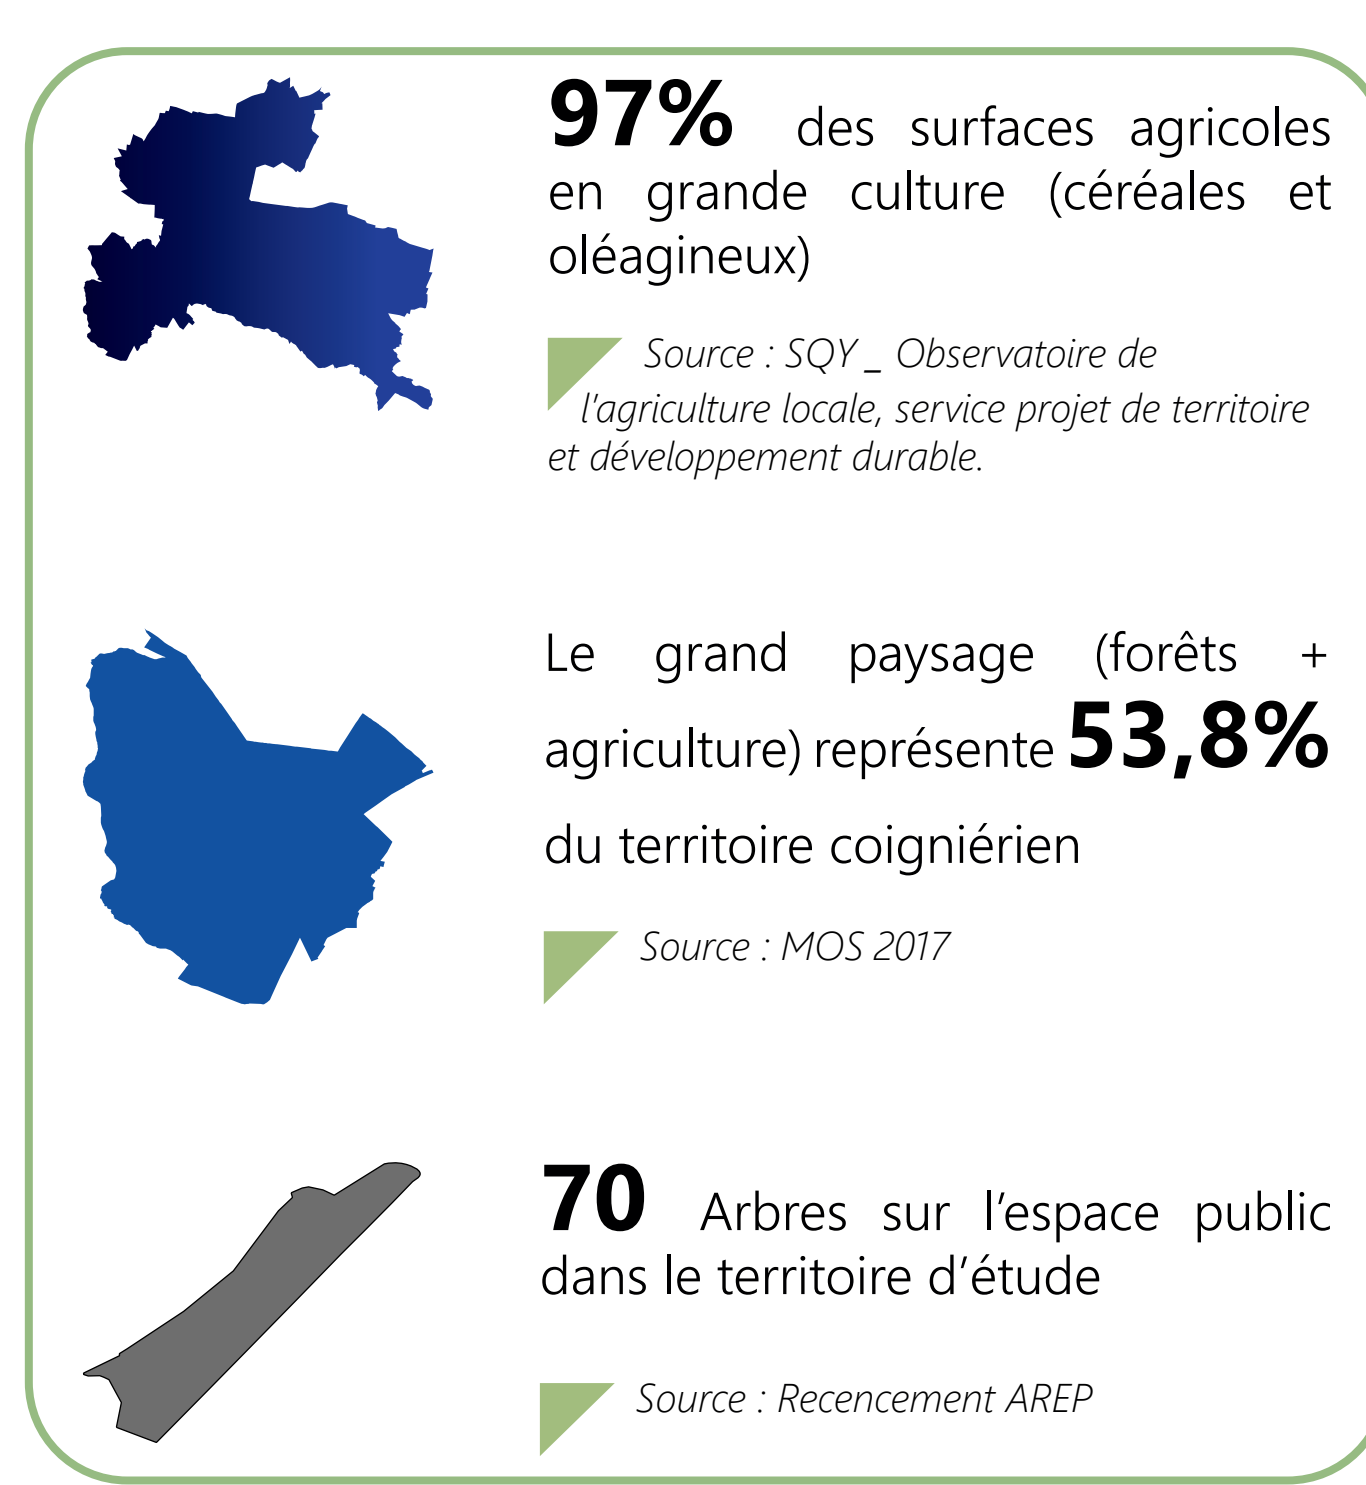 97% des surfaces agricoles
en grande culture (céréales et
oléagineux)
Source : SQY _ Observatoire de
l'agriculture locale, service projet de territoire
et développement durable.
Le grand paysage (forêts +
agriculture) représente 53,8%
du territoire coigniérien
Source : MOS 2017
70 Arbres sur l’espace public
dans le territoire d’étude
Source : Recencement AREP